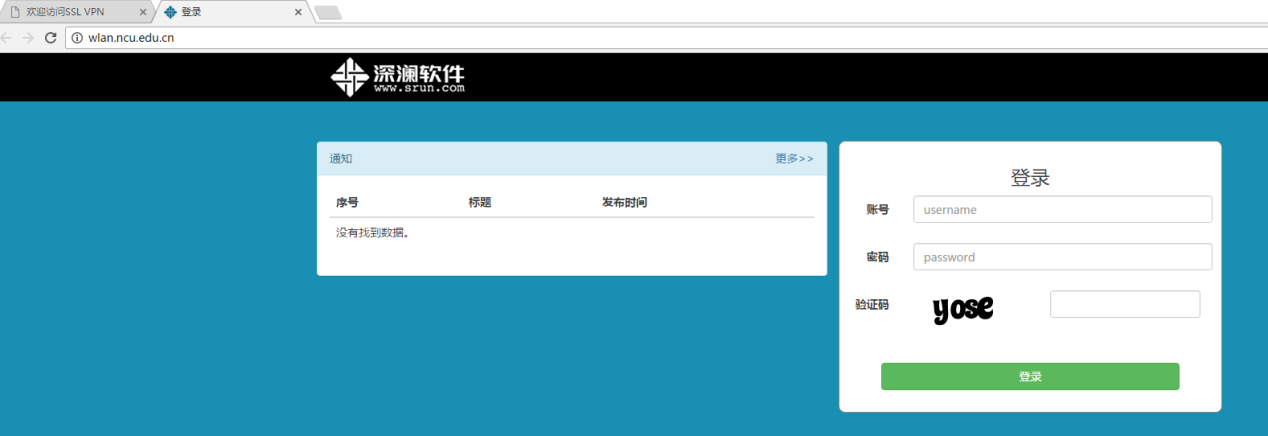 欢迎访问SSL VPN
登录
wlan.ncu.edu.cn
深澜软件
www.srun.com
通知 更多>>
序号 标题 发布时间
没有找到数据。
登录
账号 username
密码 password
验证码 yose
登录